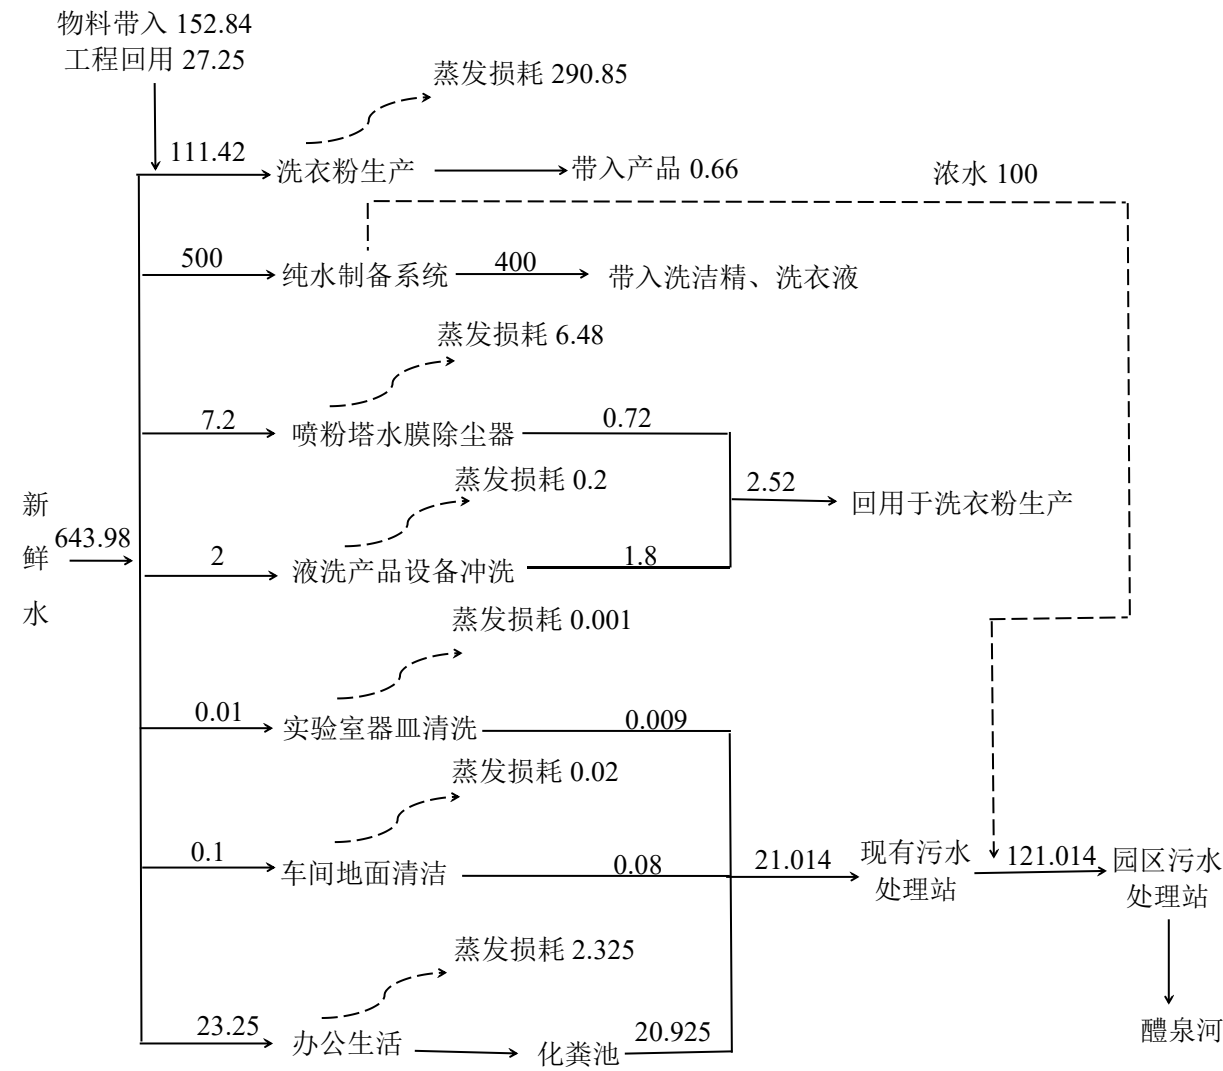 物料带入 152.84
工程回用 27.25
蒸发损耗 290.85
111.42
洗衣粉生产
带入产品 0.66
浓水 100
500
纯水制备系统
400
带入洗洁精、洗衣液
蒸发损耗 6.48
7.2
喷粉塔水膜除尘器
0.72
蒸发损耗 0.2
2.52
回用于洗衣粉生产
新
鲜
水
643.98
2
液洗产品设备冲洗
1.8
蒸发损耗 0.001
0.01
实验室器皿清洗
0.009
蒸发损耗 0.02
0.1
车间地面清洁
0.08
21.014
现有污水
处理站
121.014
园区污水
处理站
蒸发损耗 2.325
23.25
办公生活
化粪池
20.925
醴泉河